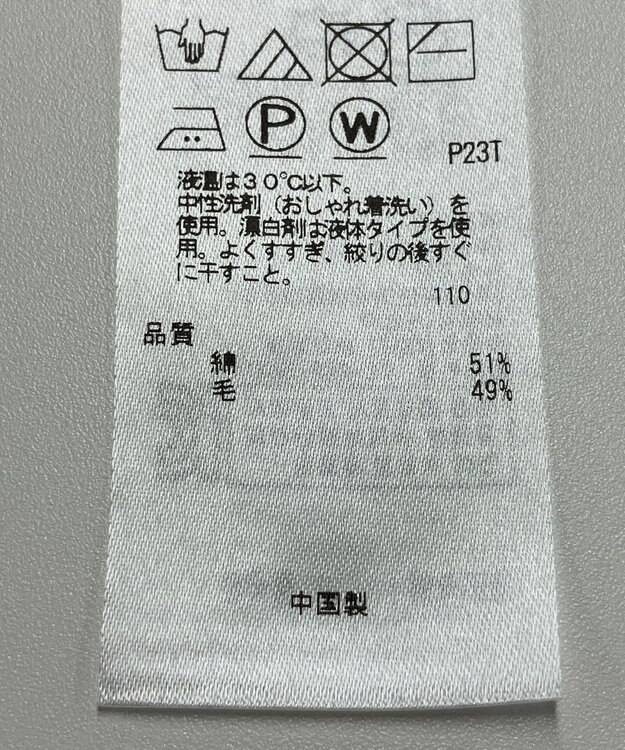 P W
P23T
液温は30℃以下。
中性洗剤（おしゃれ着洗い）を
使用。漂白剤は液体タイプを使
用。よくすすぎ、絞りの後すぐ
に干すこと。
110
品質
綿 51%
毛 49%
中国製